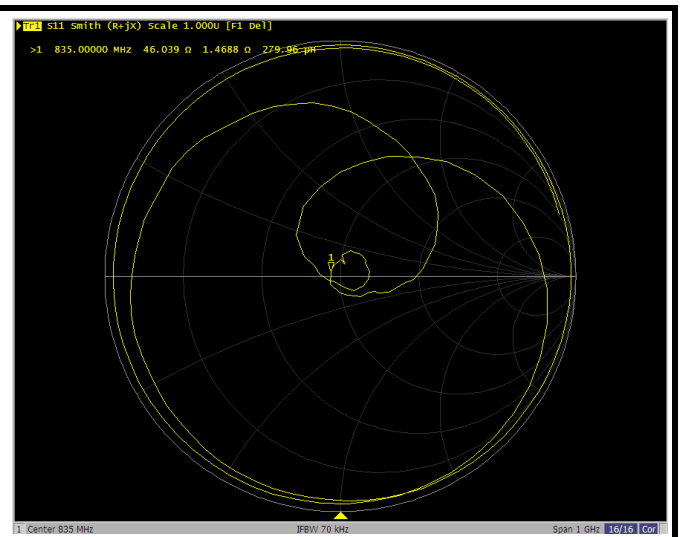 Tr1 S11 Smith (R+jX) Scale 1.000U [F1 Del]
>1 835.00000 MHz 46.039 Ω 1.4688 Ω 279.96 pH
1
1 Center 835 MHz IFBW 70 kHz Span 1 GHz 16/16 Cor